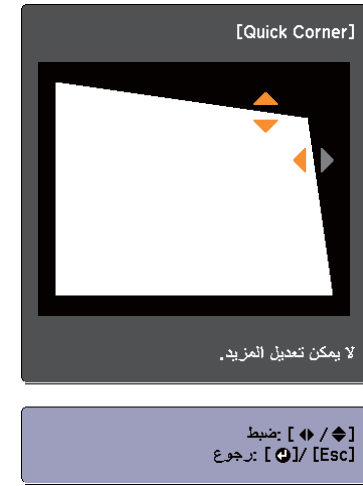 [Quick Corner]
لا يمكن تعديل المزيد.
[⬍ / ⬌] :ضبط
[Esc] /[⏎] :رجوع